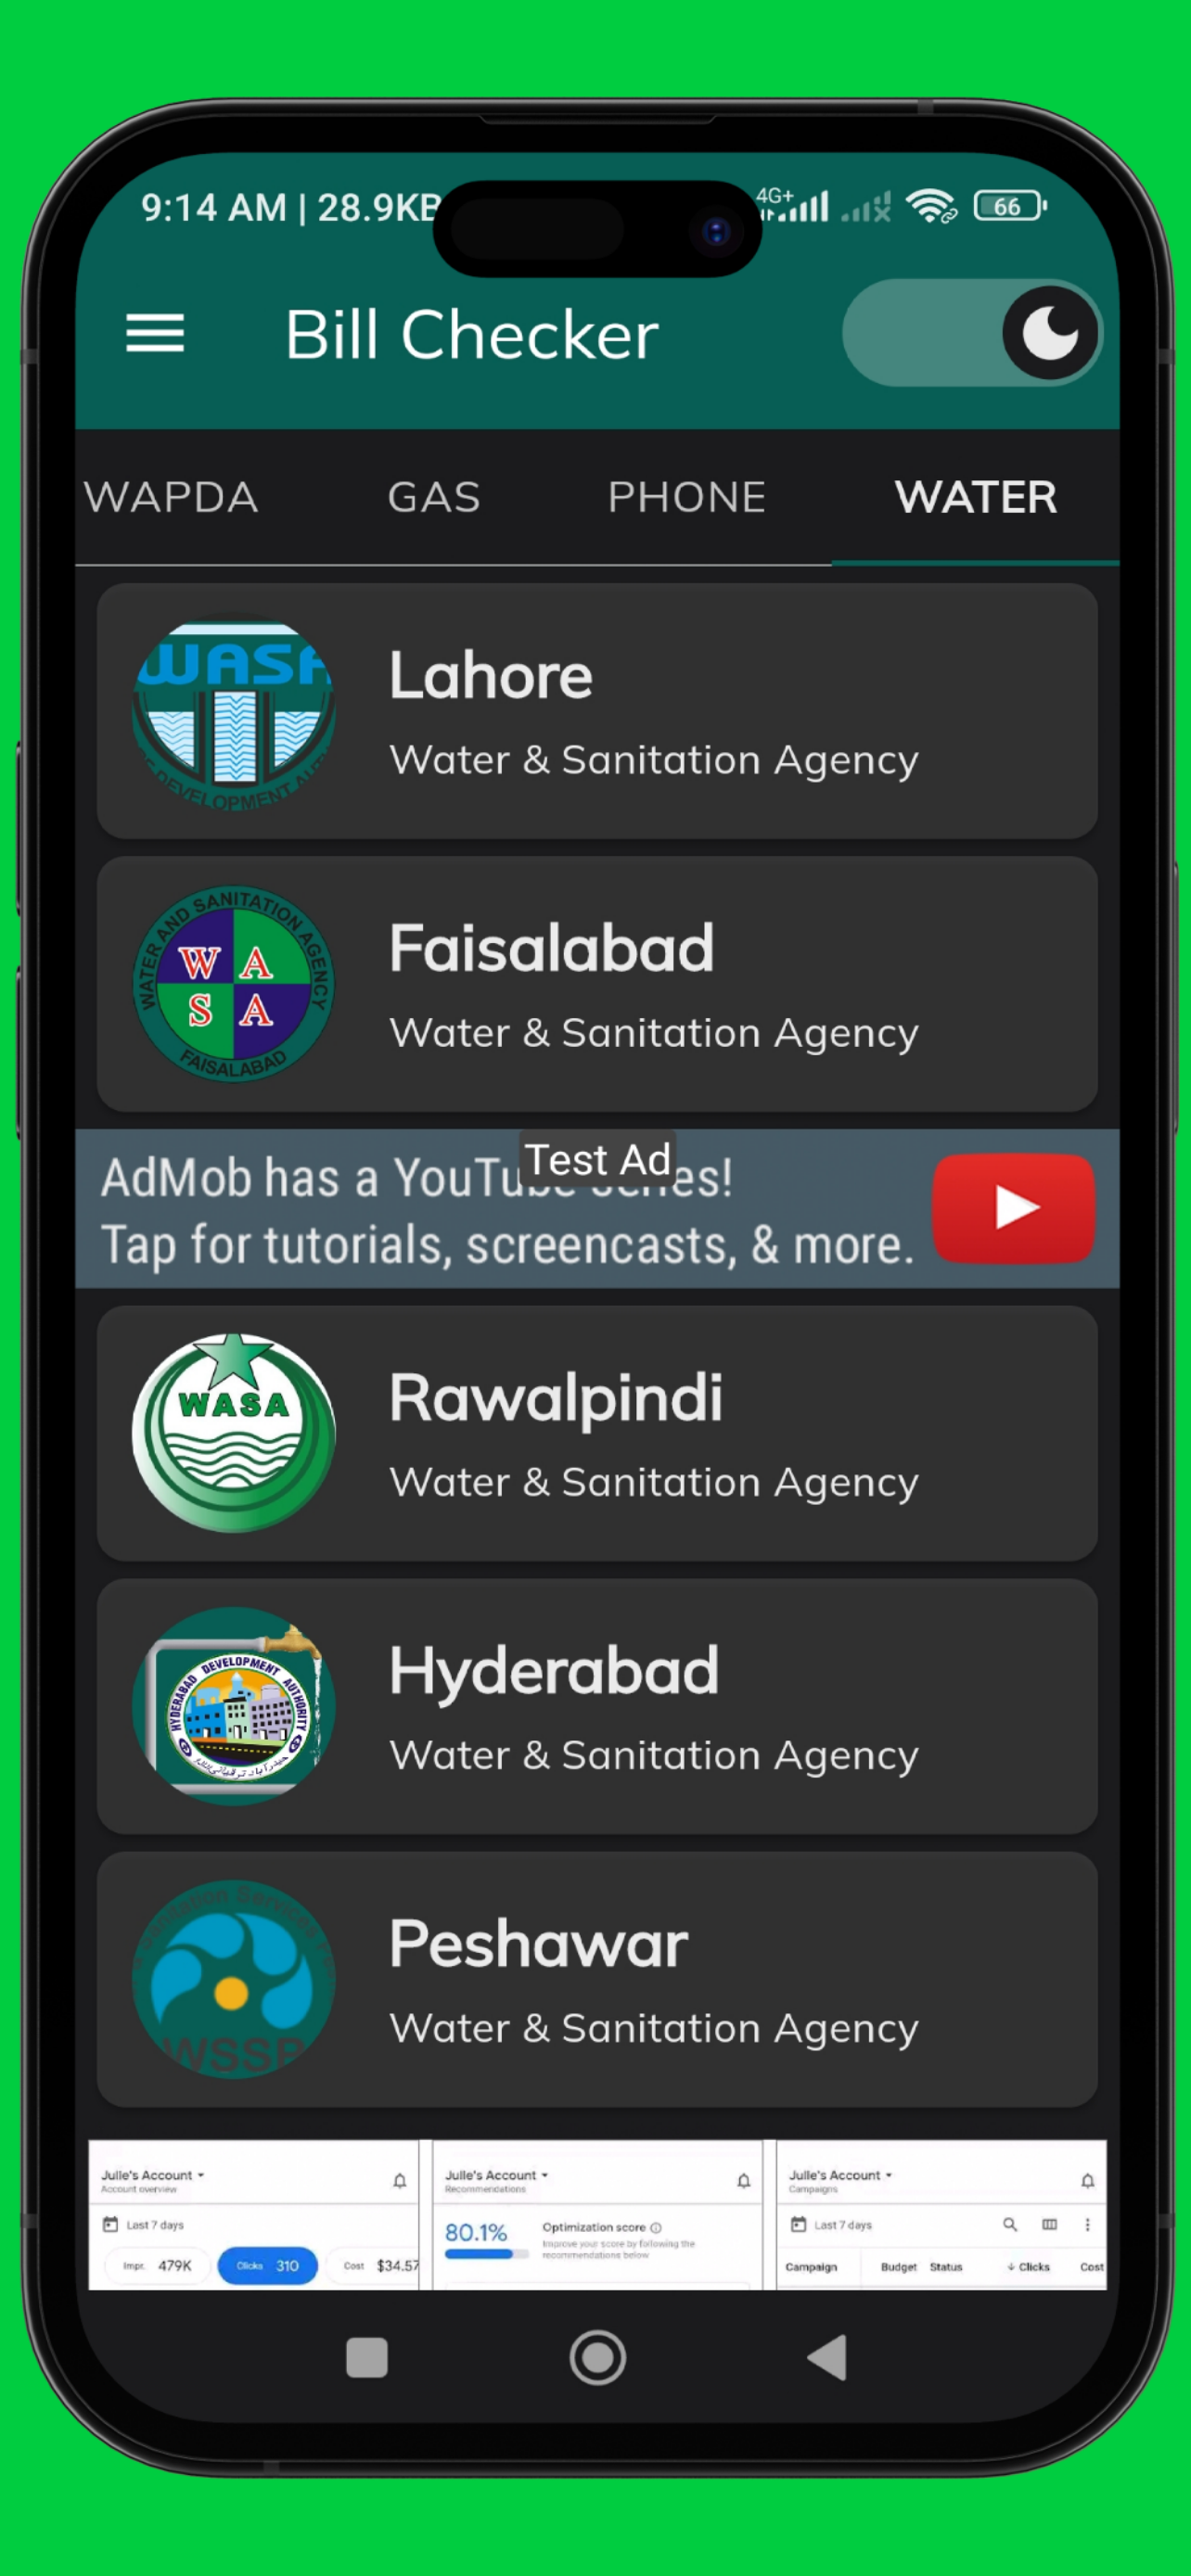 9:14 AM | 28.9KB
4G+
66
Bill Checker
WAPDA GAS PHONE WATER
WASA
DEVELOPMENT
Lahore
Water & Sanitation Agency
WATER AND SANITATION AGENCY
W A
S A
FAISALABAD
Faisalabad
Water & Sanitation Agency
Test Ad
AdMob has a YouTube series!
Tap for tutorials, screencasts, & more.
WASA
Rawalpindi
Water & Sanitation Agency
HYDERABAD DEVELOPMENT AUTHORITY
Hyderabad
Water & Sanitation Agency
Sanitation Services
WSSP
Peshawar
Water & Sanitation Agency
Julie's Account
Account overview
Last 7 days
Impr. 479K Clicks 310 Cost $34.57
Julie's Account
Recommendations
80.1%
Optimization score
Improve your score by following the
recommendations below
Julie's Account
Campaigns
Last 7 days
Campaign Budget Status Clicks Cost